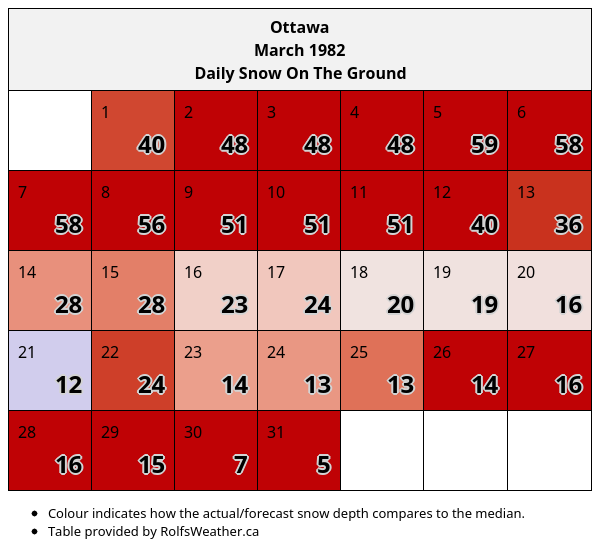 Ottawa
March 1982
Daily Snow On The Ground
1 2 3 4 5 6
40 48 48 48 59 58
7 8 9 10 11 12 13
58 56 51 51 51 40 36
14 15 16 17 18 19 20
28 28 23 24 20 19 16
21 22 23 24 25 26 27
12 24 14 13 13 14 16
28 29 30 31
16 15 7 5
• Colour indicates how the actual/forecast snow depth compares to the median.
• Table provided by RolfsWeather.ca